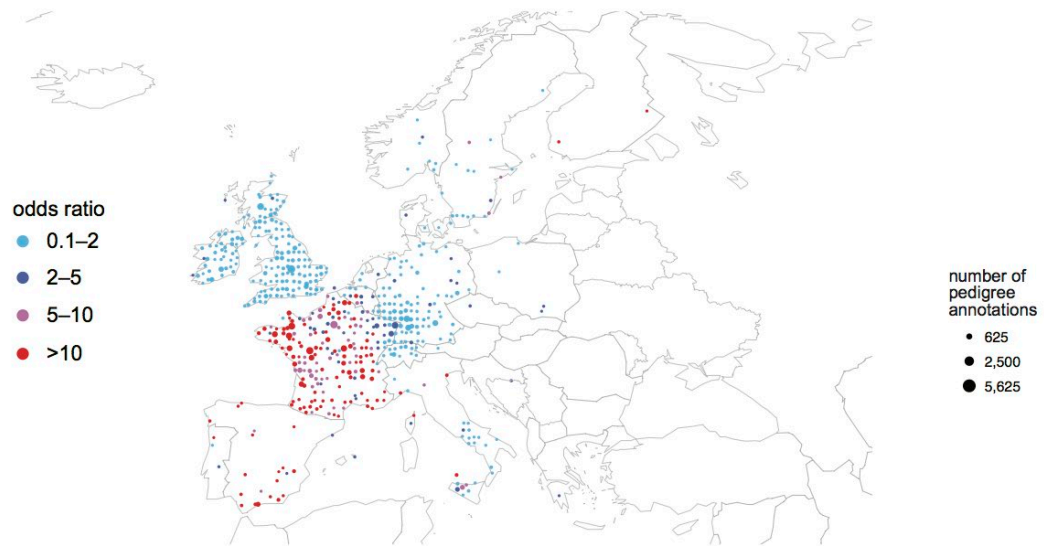 odds ratio
0.1–2
2–5
5–10
>10
number of
pedigree
annotations
625
2,500
5,625